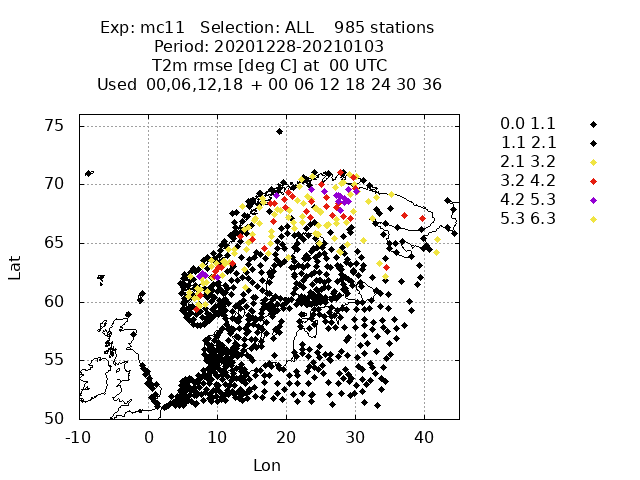 Exp: mc11 Selection: ALL 985 stations
Period: 20201228-20210103
T2m rmse [deg C] at 00 UTC
Used 00,06,12,18 + 00 06 12 18 24 30 36
0.0 1.1
1.1 2.1
2.1 3.2
3.2 4.2
4.2 5.3
5.3 6.3
75
70
65
60
55
50
Lat
-10 0 10 20 30 40
Lon